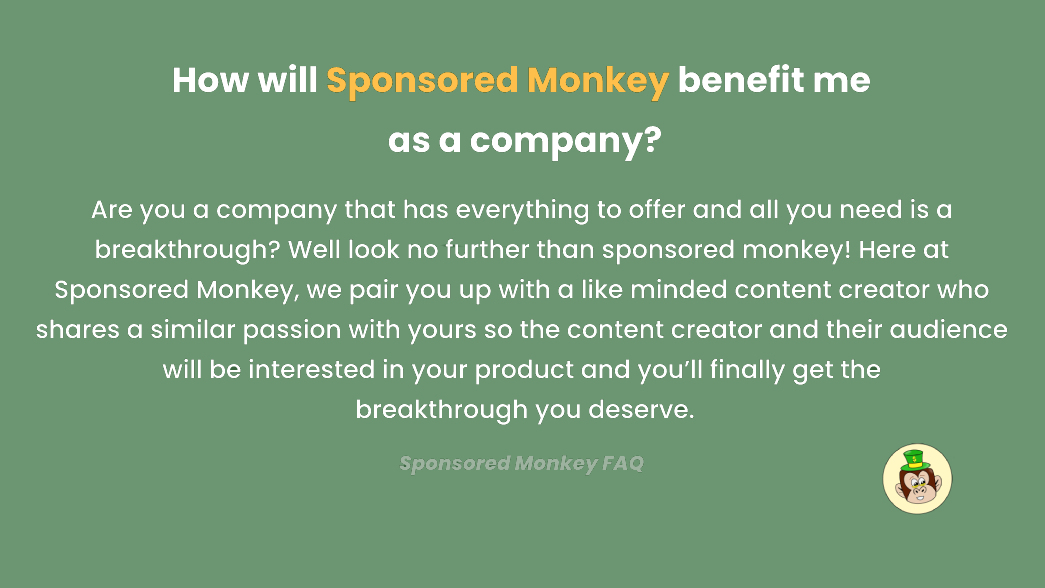 How will Sponsored Monkey benefit me
as a company?
Are you a company that has everything to offer and all you need is a
breakthrough? Well look no further than sponsored monkey! Here at
Sponsored Monkey, we pair you up with a like minded content creator who
shares a similar passion with yours so the content creator and their audience
will be interested in your product and you’ll finally get the
breakthrough you deserve.
Sponsored Monkey FAQ